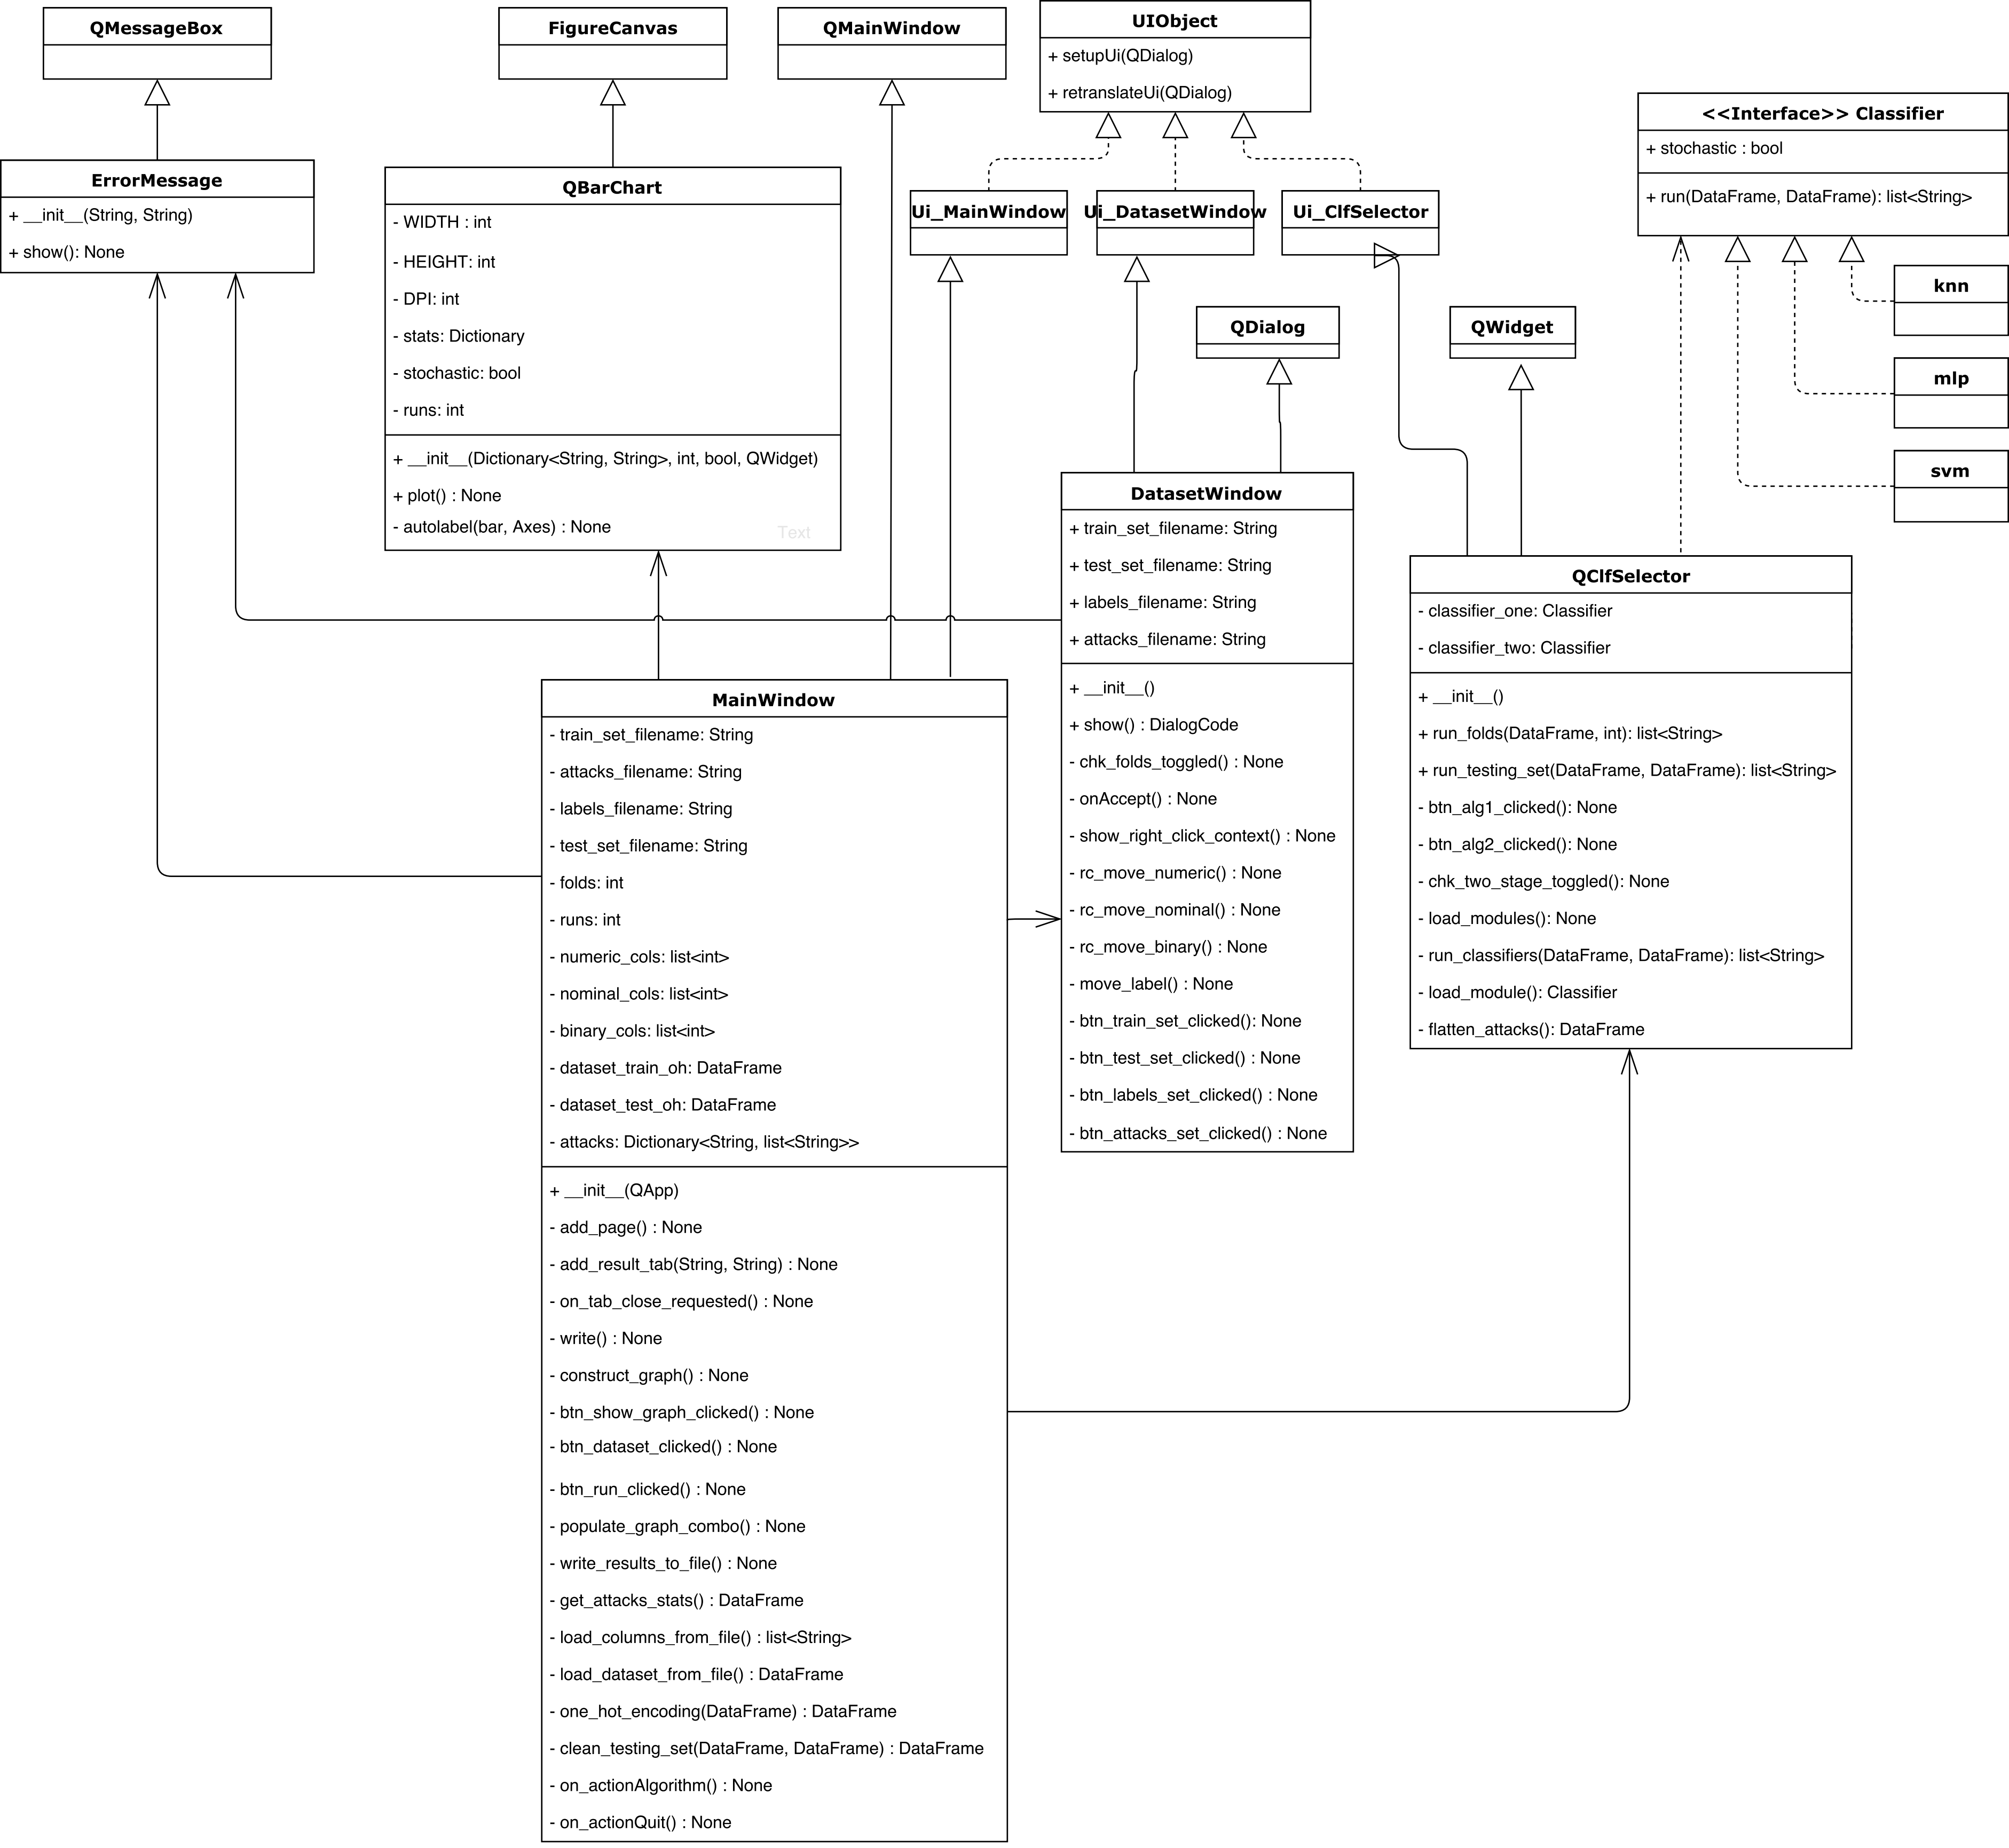 QMessageBox
FigureCanvas
QMainWindow
UIObject
+ setupUi(QDialog)
+ retranslateUi(QDialog)
<<Interface>> Classifier
+ stochastic : bool
+ run(DataFrame, DataFrame): list<String>
ErrorMessage
+ __init__(String, String)
+ show(): None
QBarChart
- WIDTH : int
- HEIGHT: int
- DPI: int
- stats: Dictionary
- stochastic: bool
- runs: int
+ __init__(Dictionary<String, String>, int, bool, QWidget)
+ plot() : None
- autolabel(bar, Axes) : None
Text
Ui_MainWindow
Ui_DatasetWindow
Ui_ClfSelector
knn
mlp
svm
QDialog
QWidget
DatasetWindow
+ train_set_filename: String
+ test_set_filename: String
+ labels_filename: String
+ attacks_filename: String
+ __init__()
+ show() : DialogCode
- chk_folds_toggled() : None
- onAccept() : None
- show_right_click_context() : None
- rc_move_numeric() : None
- rc_move_nominal() : None
- rc_move_binary() : None
- move_label() : None
- btn_train_set_clicked(): None
- btn_test_set_clicked() : None
- btn_labels_set_clicked() : None
- btn_attacks_set_clicked() : None
QClfSelector
- classifier_one: Classifier
- classifier_two: Classifier
+ __init__()
+ run_folds(DataFrame, int): list<String>
+ run_testing_set(DataFrame, DataFrame): list<String>
- btn_alg1_clicked(): None
- btn_alg2_clicked(): None
- chk_two_stage_toggled(): None
- load_modules(): None
- run_classifiers(DataFrame, DataFrame): list<String>
- load_module(): Classifier
- flatten_attacks(): DataFrame
MainWindow
- train_set_filename: String
- attacks_filename: String
- labels_filename: String
- test_set_filename: String
- folds: int
- runs: int
- numeric_cols: list<int>
- nominal_cols: list<int>
- binary_cols: list<int>
- dataset_train_oh: DataFrame
- dataset_test_oh: DataFrame
- attacks: Dictionary<String, list<String>>
+ __init__(QApp)
- add_page() : None
- add_result_tab(String, String) : None
- on_tab_close_requested() : None
- write() : None
- construct_graph() : None
- btn_show_graph_clicked() : None
- btn_dataset_clicked() : None
- btn_run_clicked() : None
- populate_graph_combo() : None
- write_results_to_file() : None
- get_attacks_stats() : DataFrame
- load_columns_from_file() : list<String>
- load_dataset_from_file() : DataFrame
- one_hot_encoding(DataFrame) : DataFrame
- clean_testing_set(DataFrame, DataFrame) : DataFrame
- on_actionAlgorithm() : None
- on_actionQuit() : None